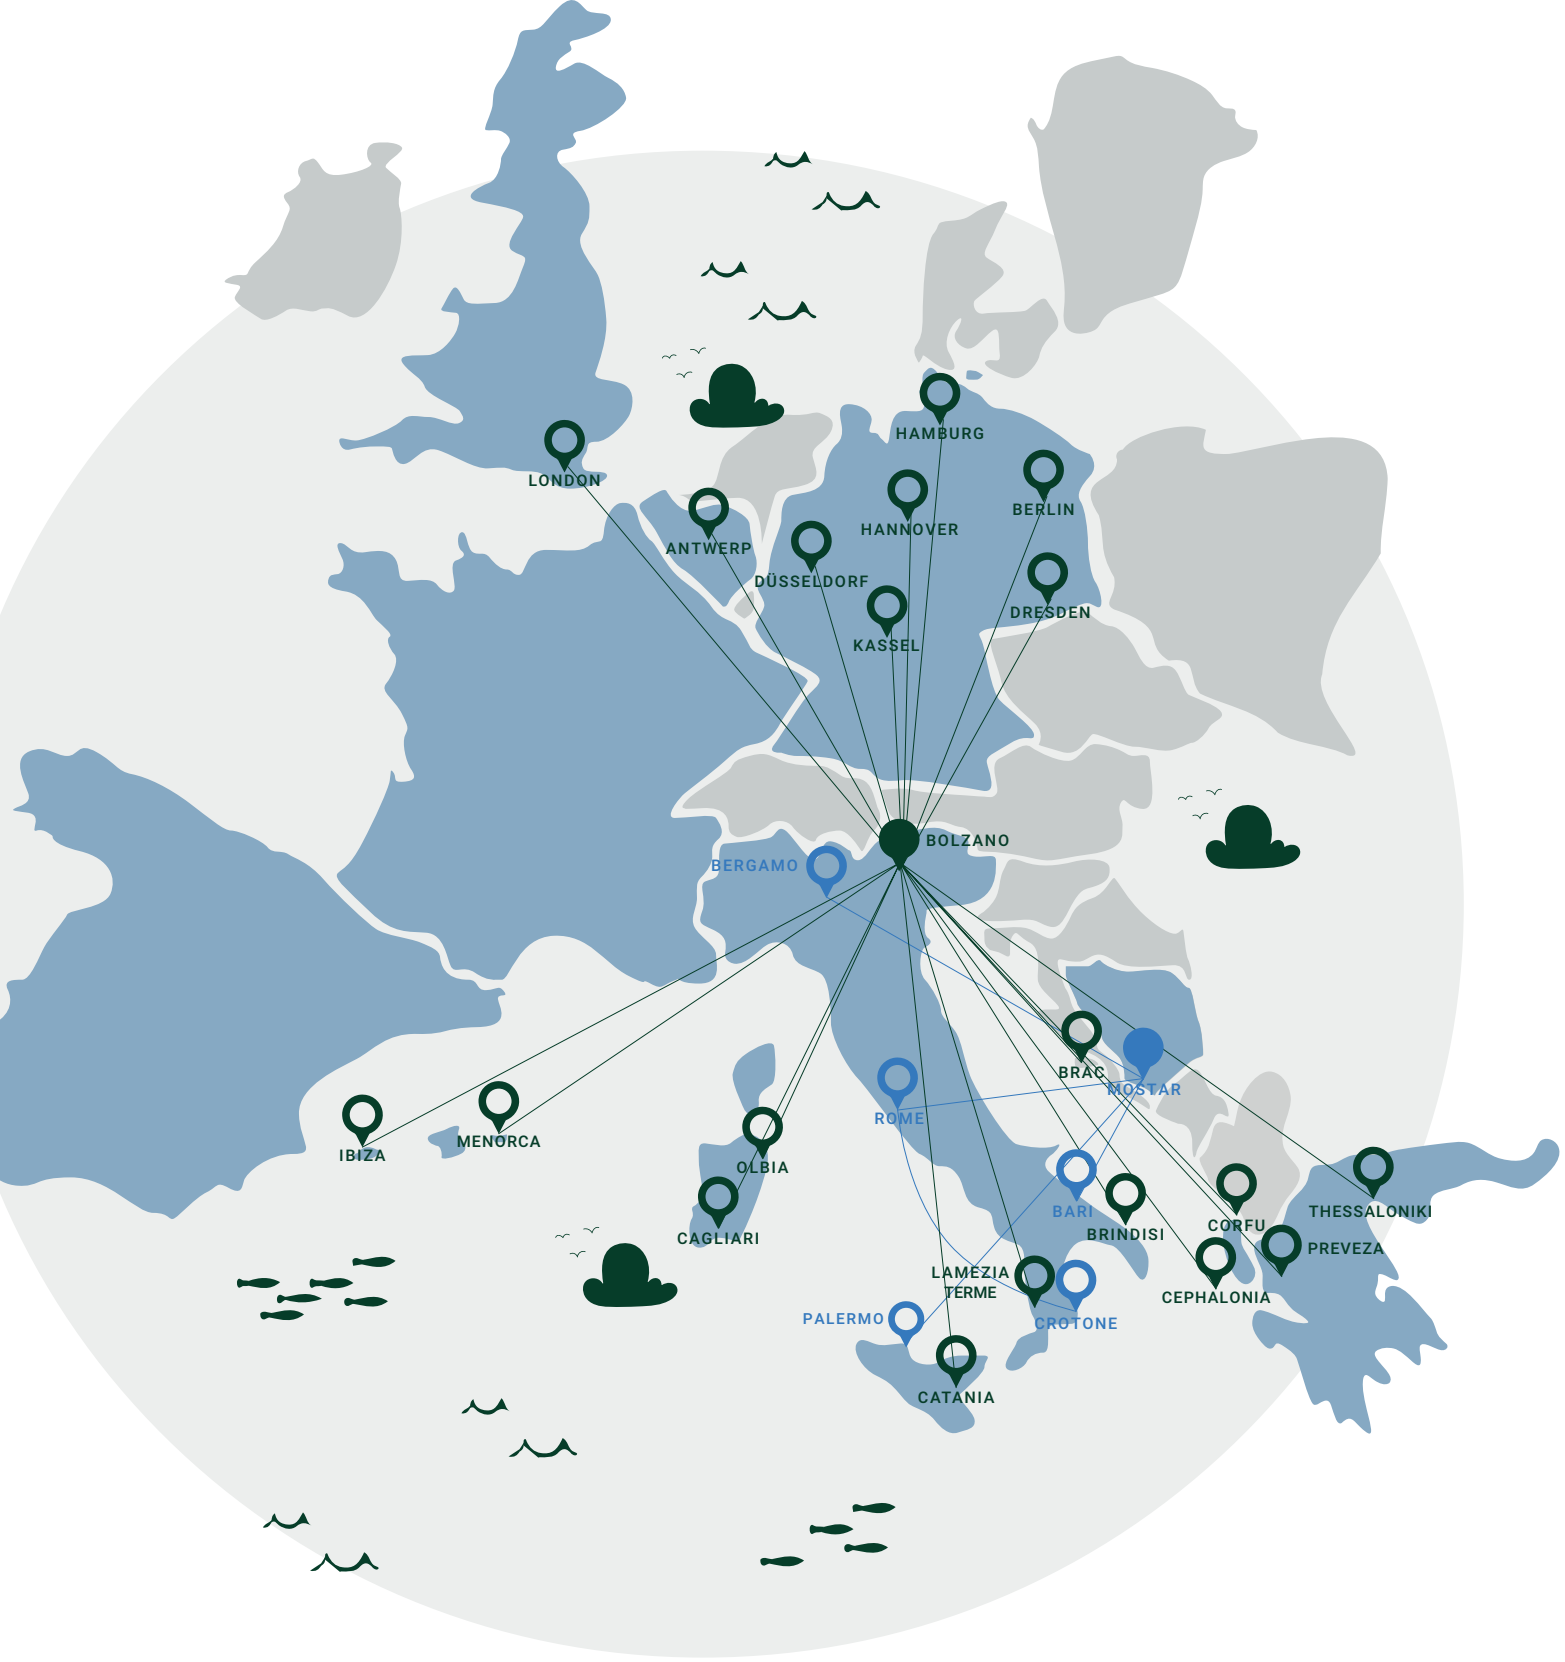 HAMBURG
LONDON
BERLIN
HANNOVER
ANTWERP
DÜSSELDORF
DRESDEN
KASSEL
BOLZANO
BERGAMO
BRAC
MOSTAR
ROME
MENORCA
IBIZA
OLBIA
BARI
THESSALONIKI
CORFU
BRINDISI
CAGLIARI
PREVEZA
LAMEZIA
TERME
CEPHALONIA
PALERMO
CROTONE
CATANIA